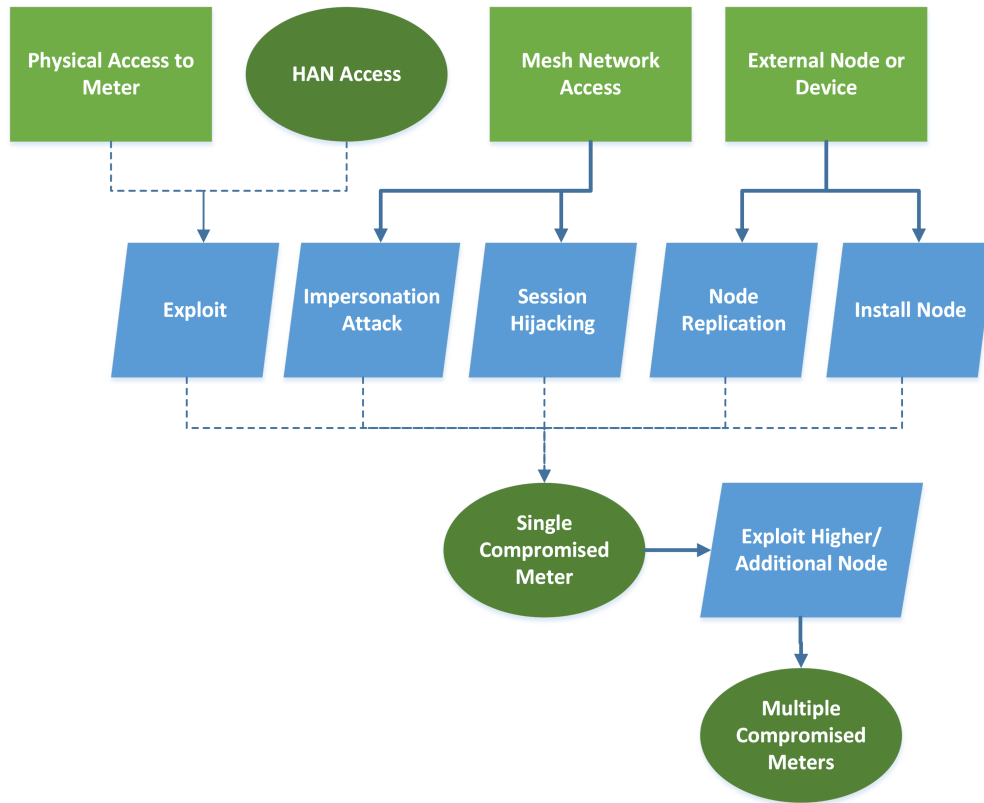 Physical Access to
Meter
HAN Access
Mesh Network
Access
External Node or
Device
Exploit
Impersonation
Attack
Session
Hijacking
Node
Replication
Install Node
Single
Compromised
Meter
Exploit Higher/
Additional Node
Multiple
Compromised
Meters